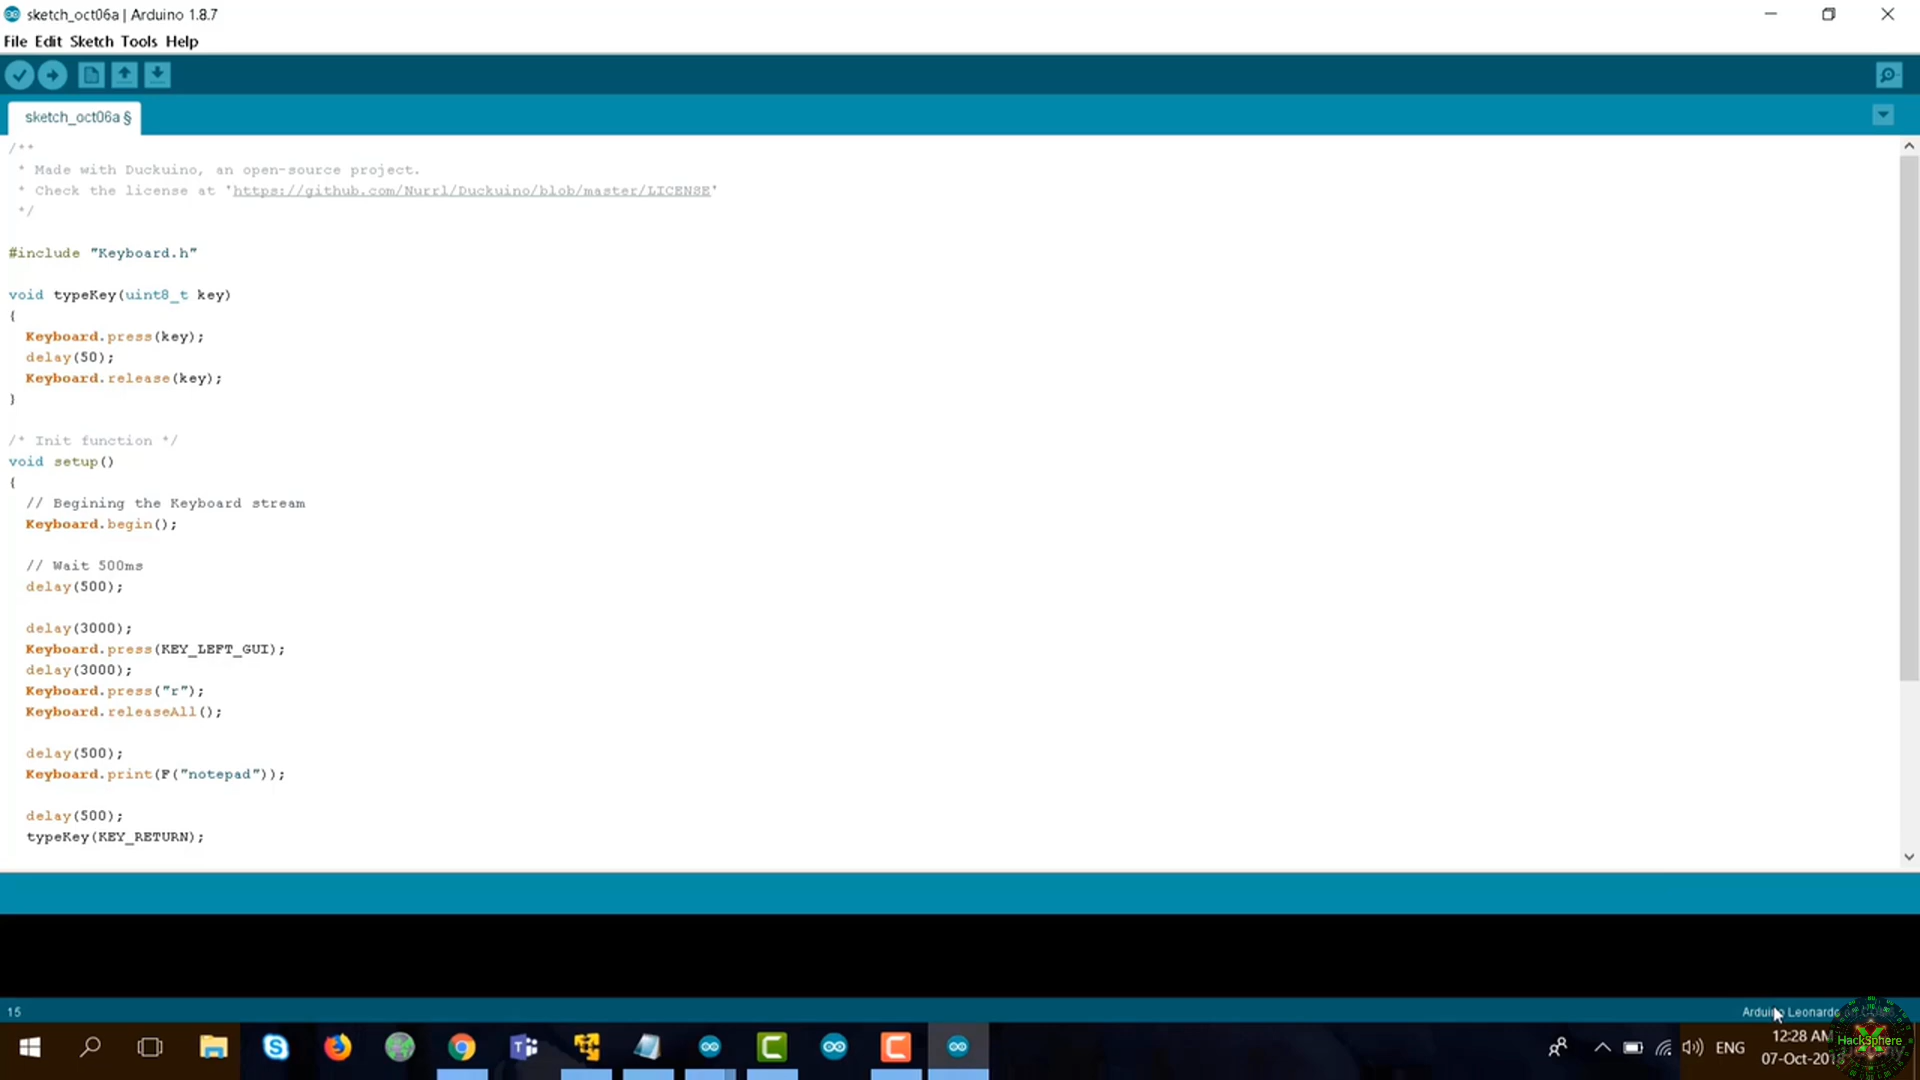 sketch_oct06a | Arduino 1.8.7
File Edit Sketch Tools Help
sketch_oct06a §
/**
* Made with Duckuino, an open-source project.
* Check the license at 'https://github.com/Nurrl/Duckuino/blob/master/LICENSE'
*/
#include "Keyboard.h"
void typeKey(uint8_t key)
{
Keyboard.press(key);
delay(50);
Keyboard.release(key);
}
/* Init function */
void setup()
{
// Begining the Keyboard stream
Keyboard.begin();
// Wait 500ms
delay(500);
delay(3000);
Keyboard.press(KEY_LEFT_GUI);
delay(3000);
Keyboard.press("r");
Keyboard.releaseAll();
delay(500);
Keyboard.print(F("notepad"));
delay(500);
typeKey(KEY_RETURN);
15
Arduino Leonardo
ENG
12:28 AM
07-Oct-201
HackSphere